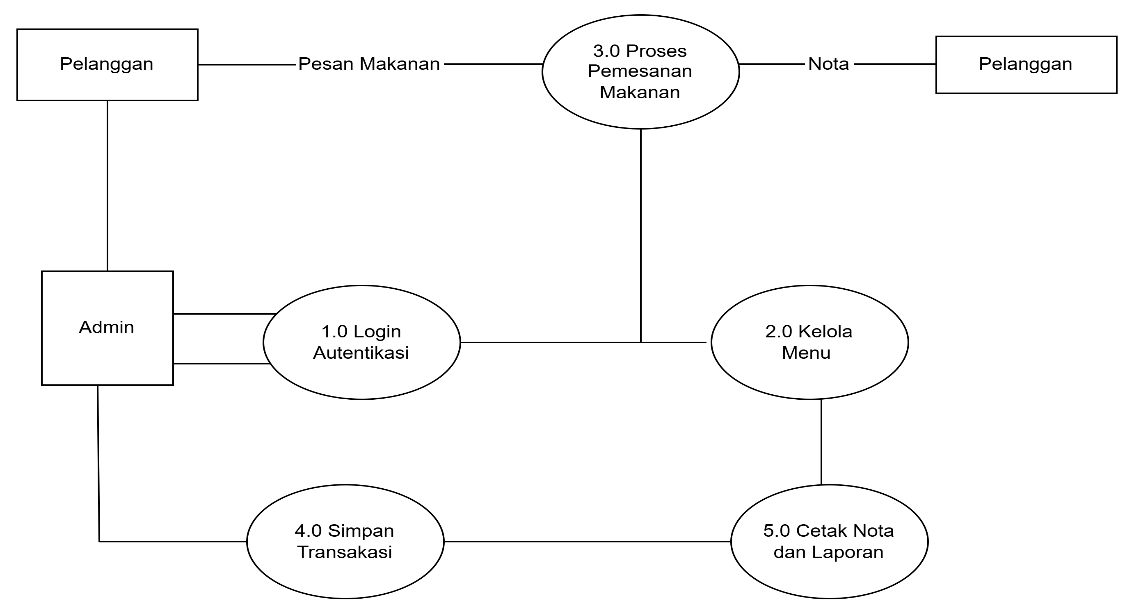 Pelanggan
Pesan Makanan
3.0 Proses
Pemesanan
Makanan
Nota
Pelanggan
Admin
1.0 Login
Autentikasi
2.0 Kelola
Menu
4.0 Simpan
Transakasi
5.0 Cetak Nota
dan Laporan